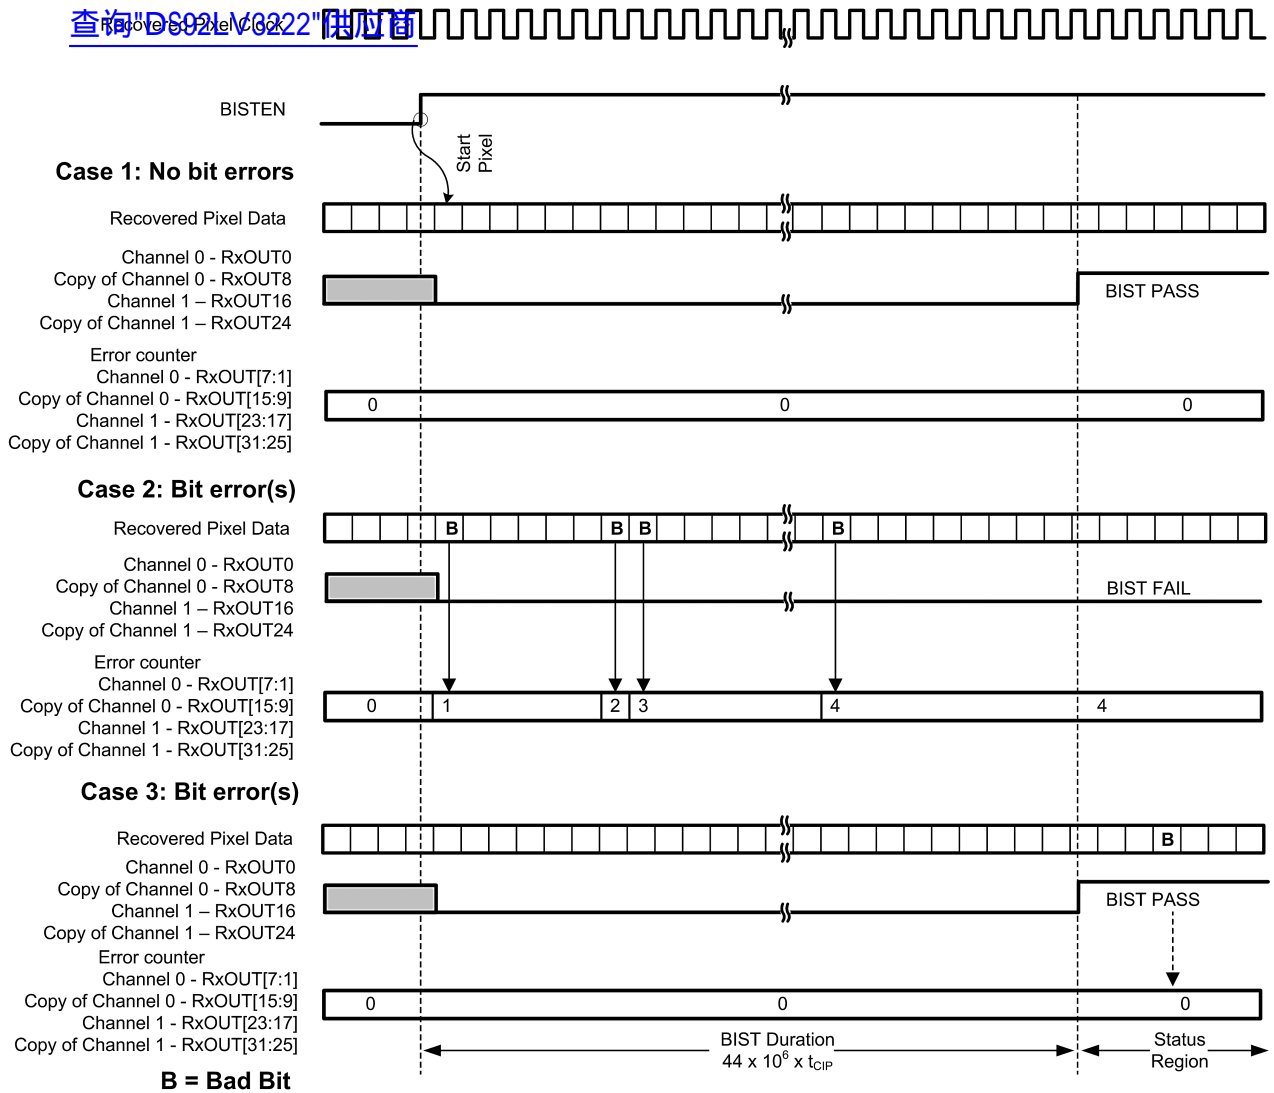 查询"DS92LV3222"供应商
Recovered Pixel Clock
BISTEN
Start
Pixel
Case 1: No bit errors
Recovered Pixel Data
Channel 0 - RxOUT0
Copy of Channel 0 - RxOUT8
Channel 1 – RxOUT16
Copy of Channel 1 – RxOUT24
BIST PASS
Error counter
Channel 0 - RxOUT[7:1]
Copy of Channel 0 - RxOUT[15:9]
Channel 1 - RxOUT[23:17]
Copy of Channel 1 - RxOUT[31:25]
0 0 0
Case 2: Bit error(s)
Recovered Pixel Data
B B B B
Channel 0 - RxOUT0
Copy of Channel 0 - RxOUT8
Channel 1 – RxOUT16
Copy of Channel 1 – RxOUT24
BIST FAIL
Error counter
Channel 0 - RxOUT[7:1]
Copy of Channel 0 - RxOUT[15:9]
Channel 1 - RxOUT[23:17]
Copy of Channel 1 - RxOUT[31:25]
0 1 2 3 4 4
Case 3: Bit error(s)
Recovered Pixel Data
B
Channel 0 - RxOUT0
Copy of Channel 0 - RxOUT8
Channel 1 – RxOUT16
Copy of Channel 1 – RxOUT24
BIST PASS
Error counter
Channel 0 - RxOUT[7:1]
Copy of Channel 0 - RxOUT[15:9]
Channel 1 - RxOUT[23:17]
Copy of Channel 1 - RxOUT[31:25]
0 0 0
BIST Duration
44 x 10⁶ x tCIP
Status
Region
B = Bad Bit